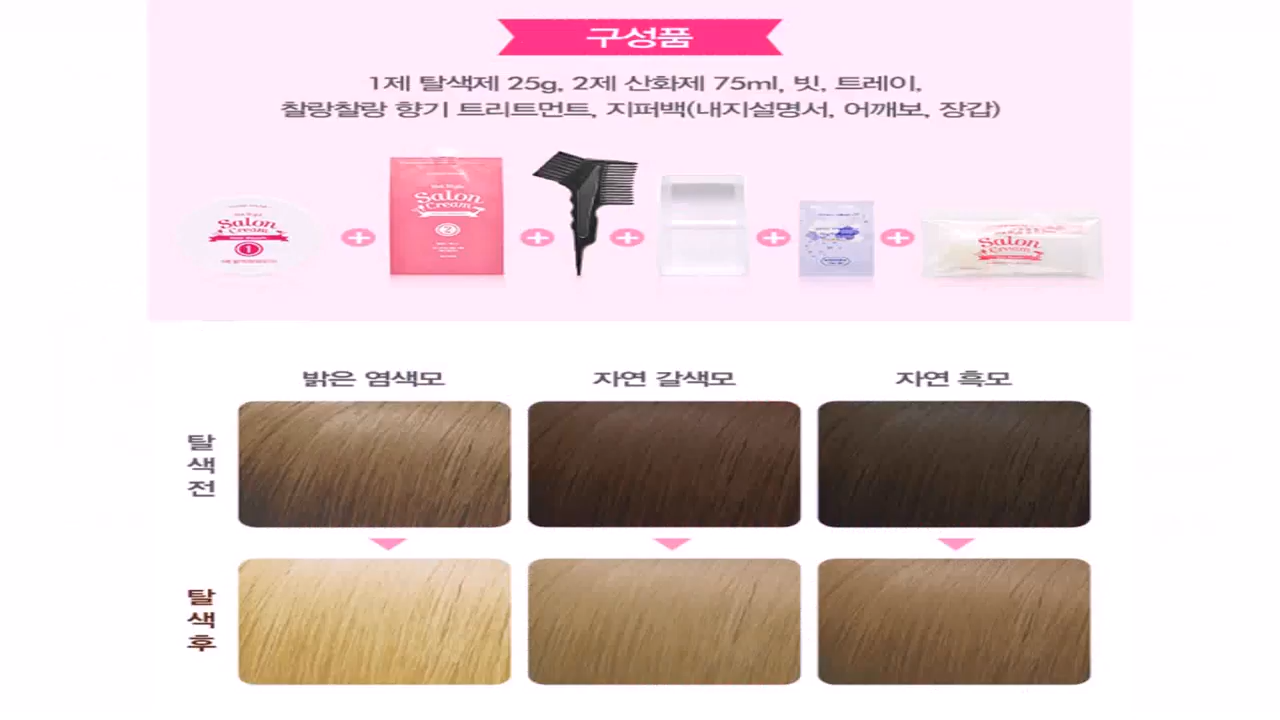 구성품
1제 탈색제 25g, 2제 산화제 75ml, 빗, 트레이,
찰랑찰랑 향기 트리트먼트, 지퍼백(내지설명서, 어깨보, 장갑)
Salon
Cream
1
Salon
Cream
2
Salon
Cream
밝은 염색모
자연 갈색모
자연 흑모
탈
색
전
탈
색
후